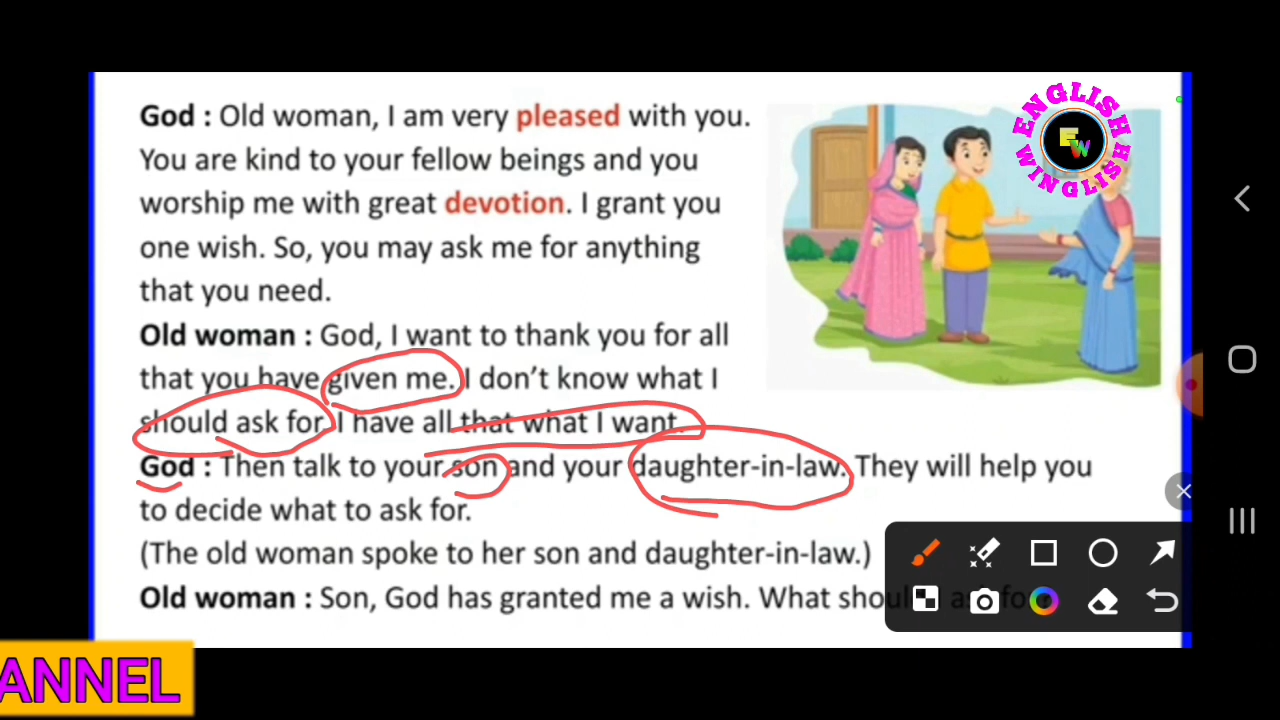 God : Old woman, I am very pleased with you.
You are kind to your fellow beings and you
worship me with great devotion. I grant you
one wish. So, you may ask me for anything
that you need.
Old woman : God, I want to thank you for all
that you have given me. I don't know what I
should ask for. I have all that what I want.
God : Then talk to your son and your daughter-in-law. They will help you
to decide what to ask for.
(The old woman spoke to her son and daughter-in-law.)
Old woman : Son, God has granted me a wish. What should I ask for
ENGLISH
EW
WINGLISH
ANNEL